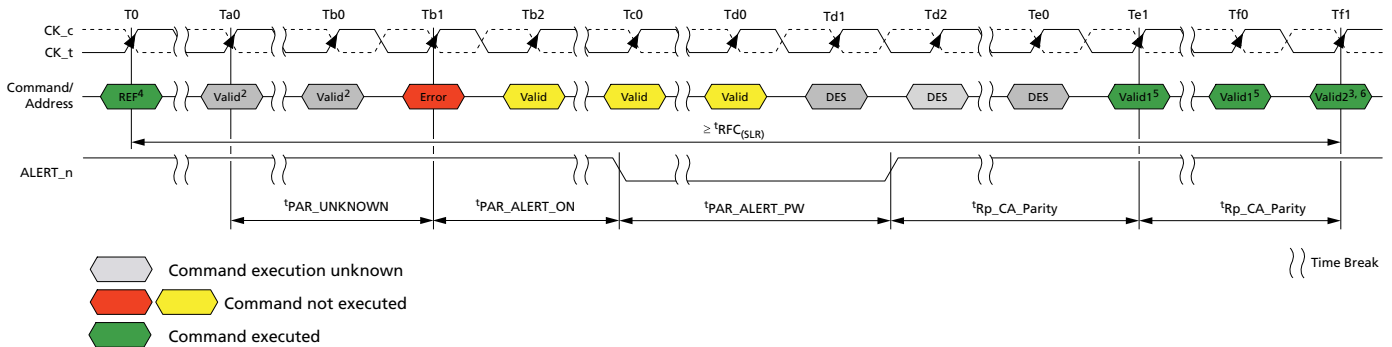 T0 Ta0 Tb0 Tb1 Tb2 Tc0 Td0 Td1 Td2 Te0 Te1 Tf0 Tf1
CK_c
CK_t
Command/
Address
REF4 Valid2 Valid2 Error Valid Valid Valid DES DES DES Valid15 Valid15 Valid23, 6
≥ tRFC(SLR)
ALERT_n
tPAR_UNKNOWN tPAR_ALERT_ON tPAR_ALERT_PW tRp_CA_Parity tRp_CA_Parity
Time Break
Command execution unknown
Command not executed
Command executed